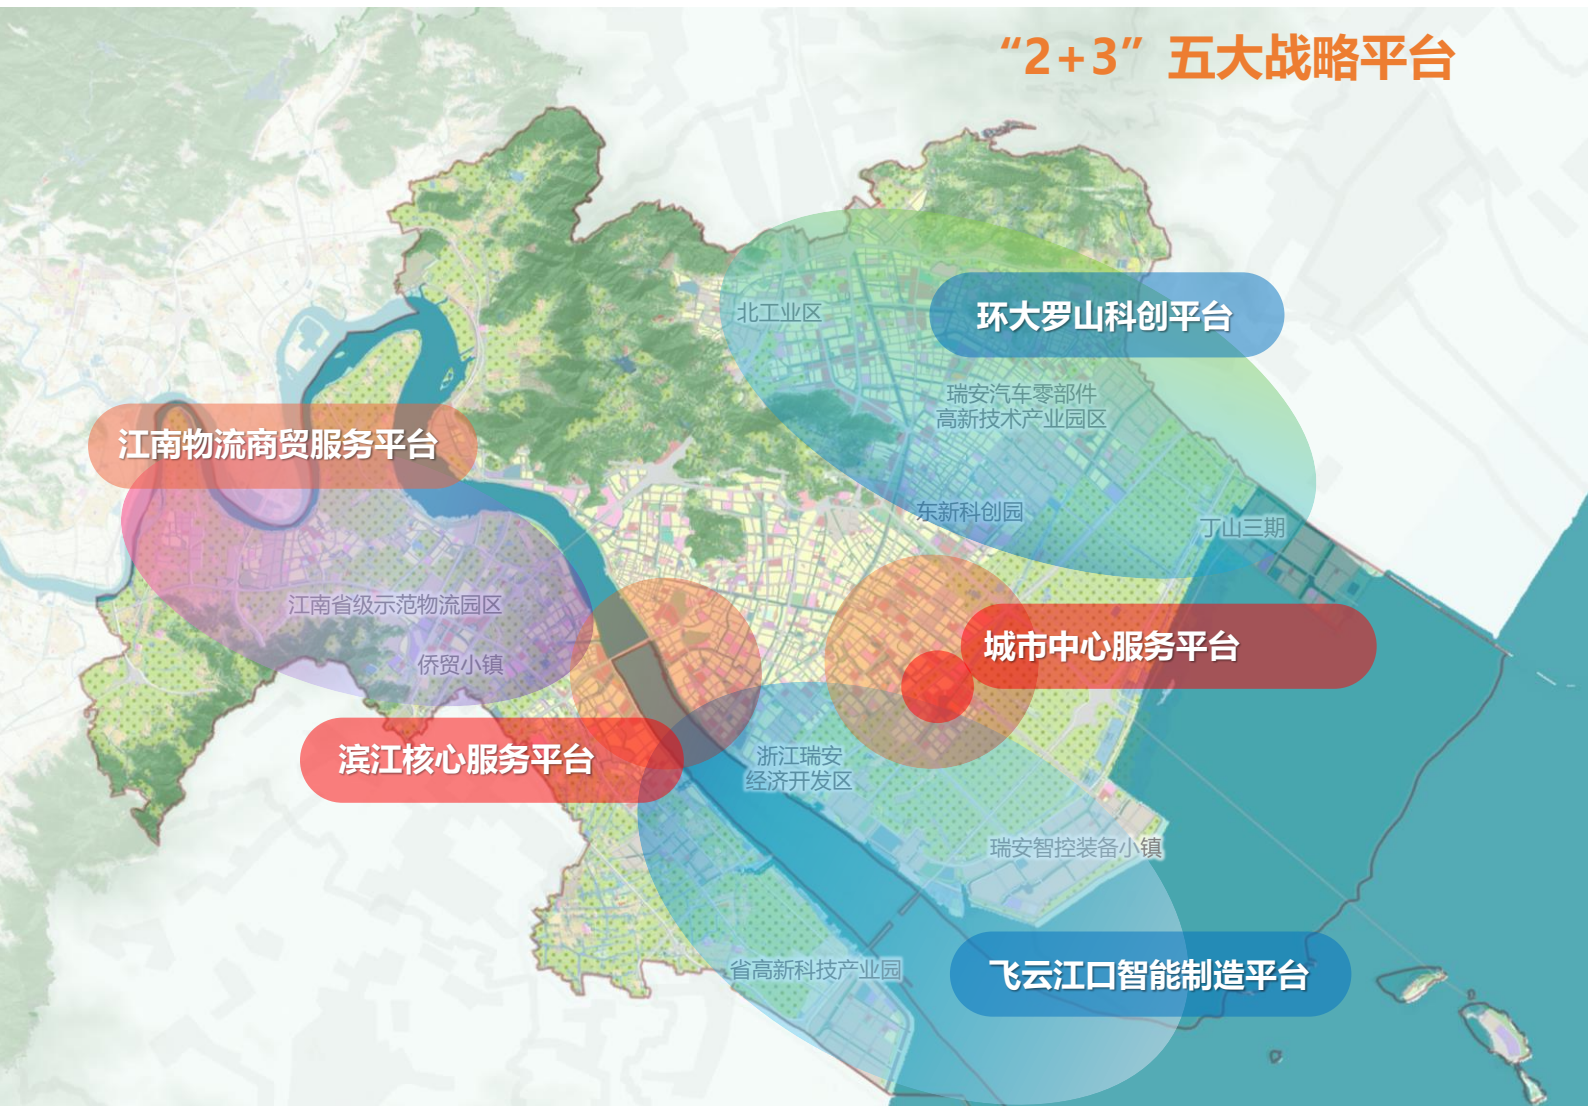 “2+3”五大战略平台
环大罗山科创平台
北工业区
瑞安汽车零部件
高新技术产业园区
江南物流商贸服务平台
东新科创园
丁山三期
江南省级示范物流园区
侨贸小镇
城市中心服务平台
滨江核心服务平台
浙江瑞安
经济开发区
瑞安智控装备小镇
省高新科技产业园
飞云江口智能制造平台